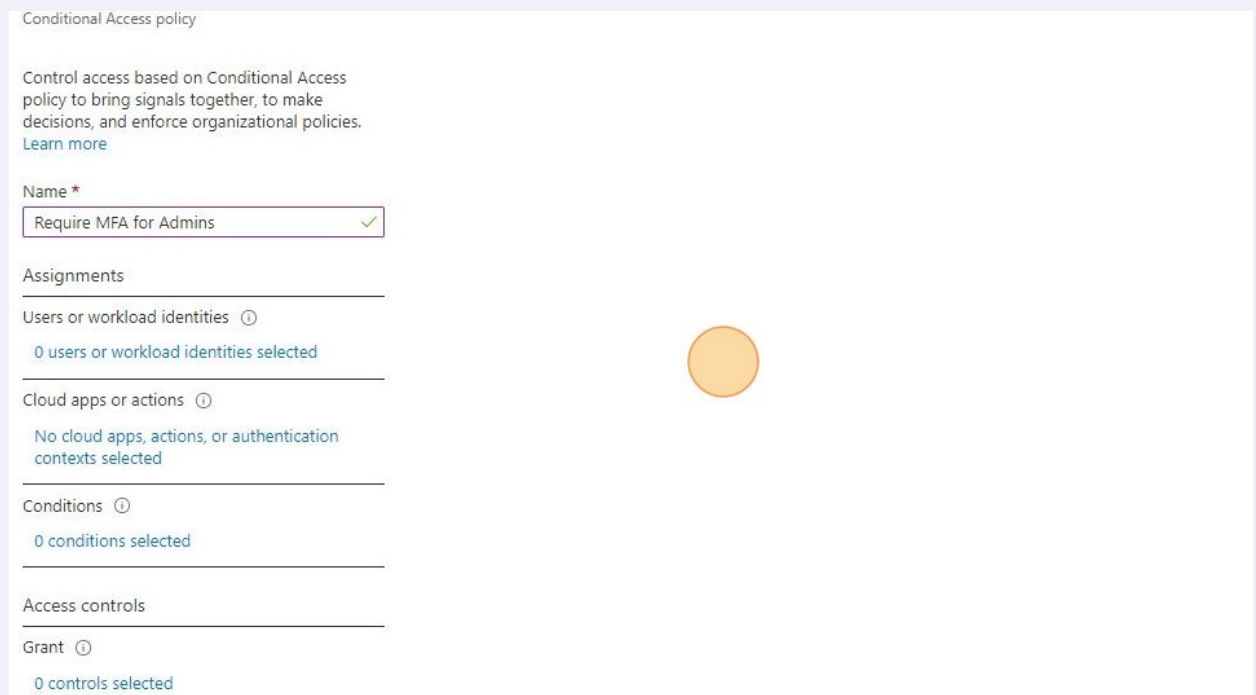 Conditional Access policy
Control access based on Conditional Access
policy to bring signals together, to make
decisions, and enforce organizational policies.
Learn more
Name *
Require MFA for Admins
Assignments
Users or workload identities
0 users or workload identities selected
Cloud apps or actions
No cloud apps, actions, or authentication
contexts selected
Conditions
0 conditions selected
Access controls
Grant
0 controls selected